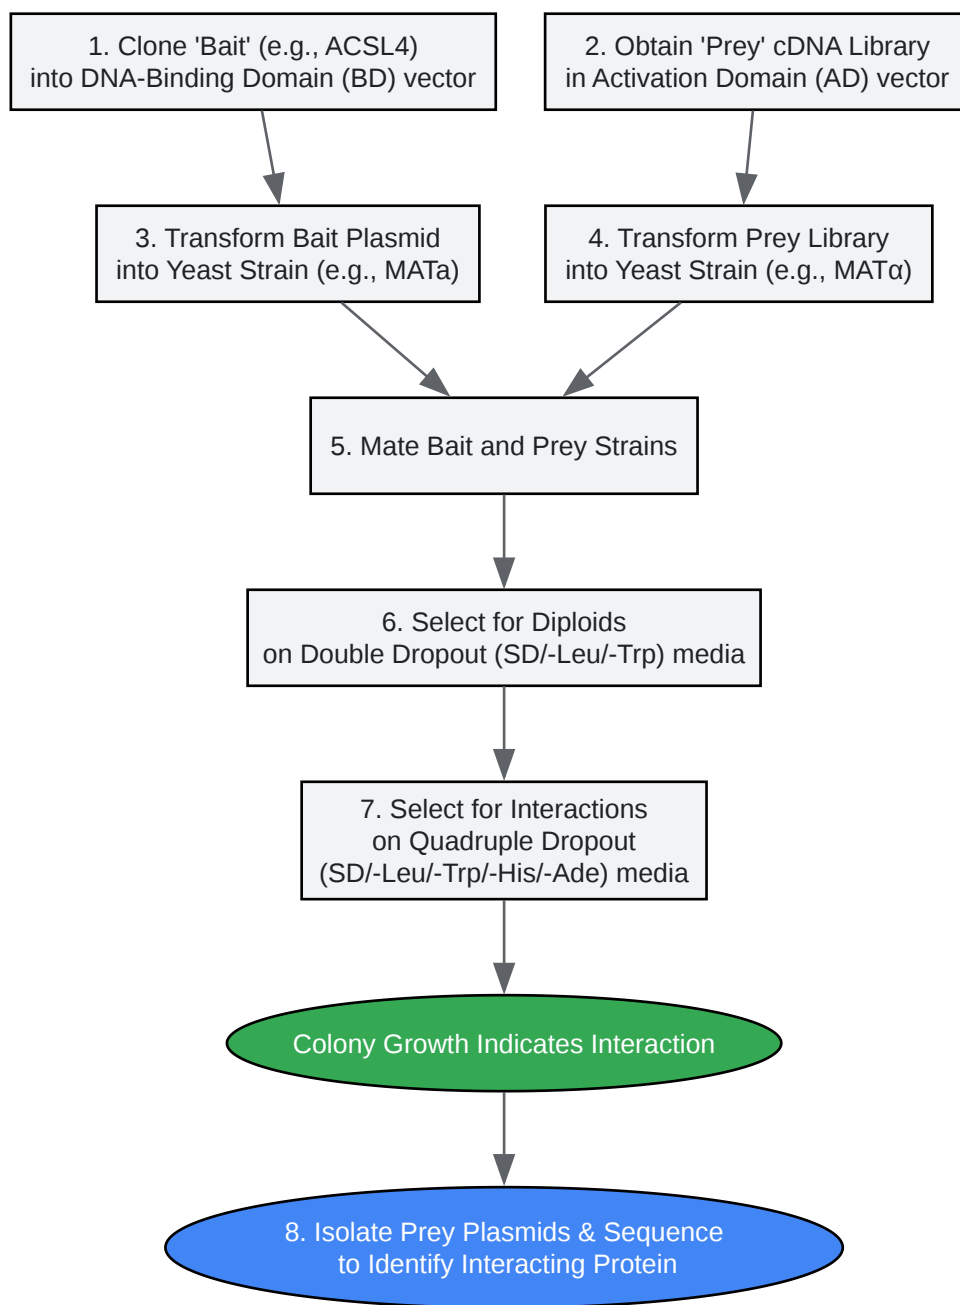 1. Clone 'Bait' (e.g., ACSL4)
into DNA-Binding Domain (BD) vector
2. Obtain 'Prey' cDNA Library
in Activation Domain (AD) vector
3. Transform Bait Plasmid
into Yeast Strain (e.g., MATa)
4. Transform Prey Library
into Yeast Strain (e.g., MATα)
5. Mate Bait and Prey Strains
6. Select for Diploids
on Double Dropout (SD/-Leu/-Trp) media
7. Select for Interactions
on Quadruple Dropout
(SD/-Leu/-Trp/-His/-Ade) media
Colony Growth Indicates Interaction
8. Isolate Prey Plasmids & Sequence
to Identify Interacting Protein